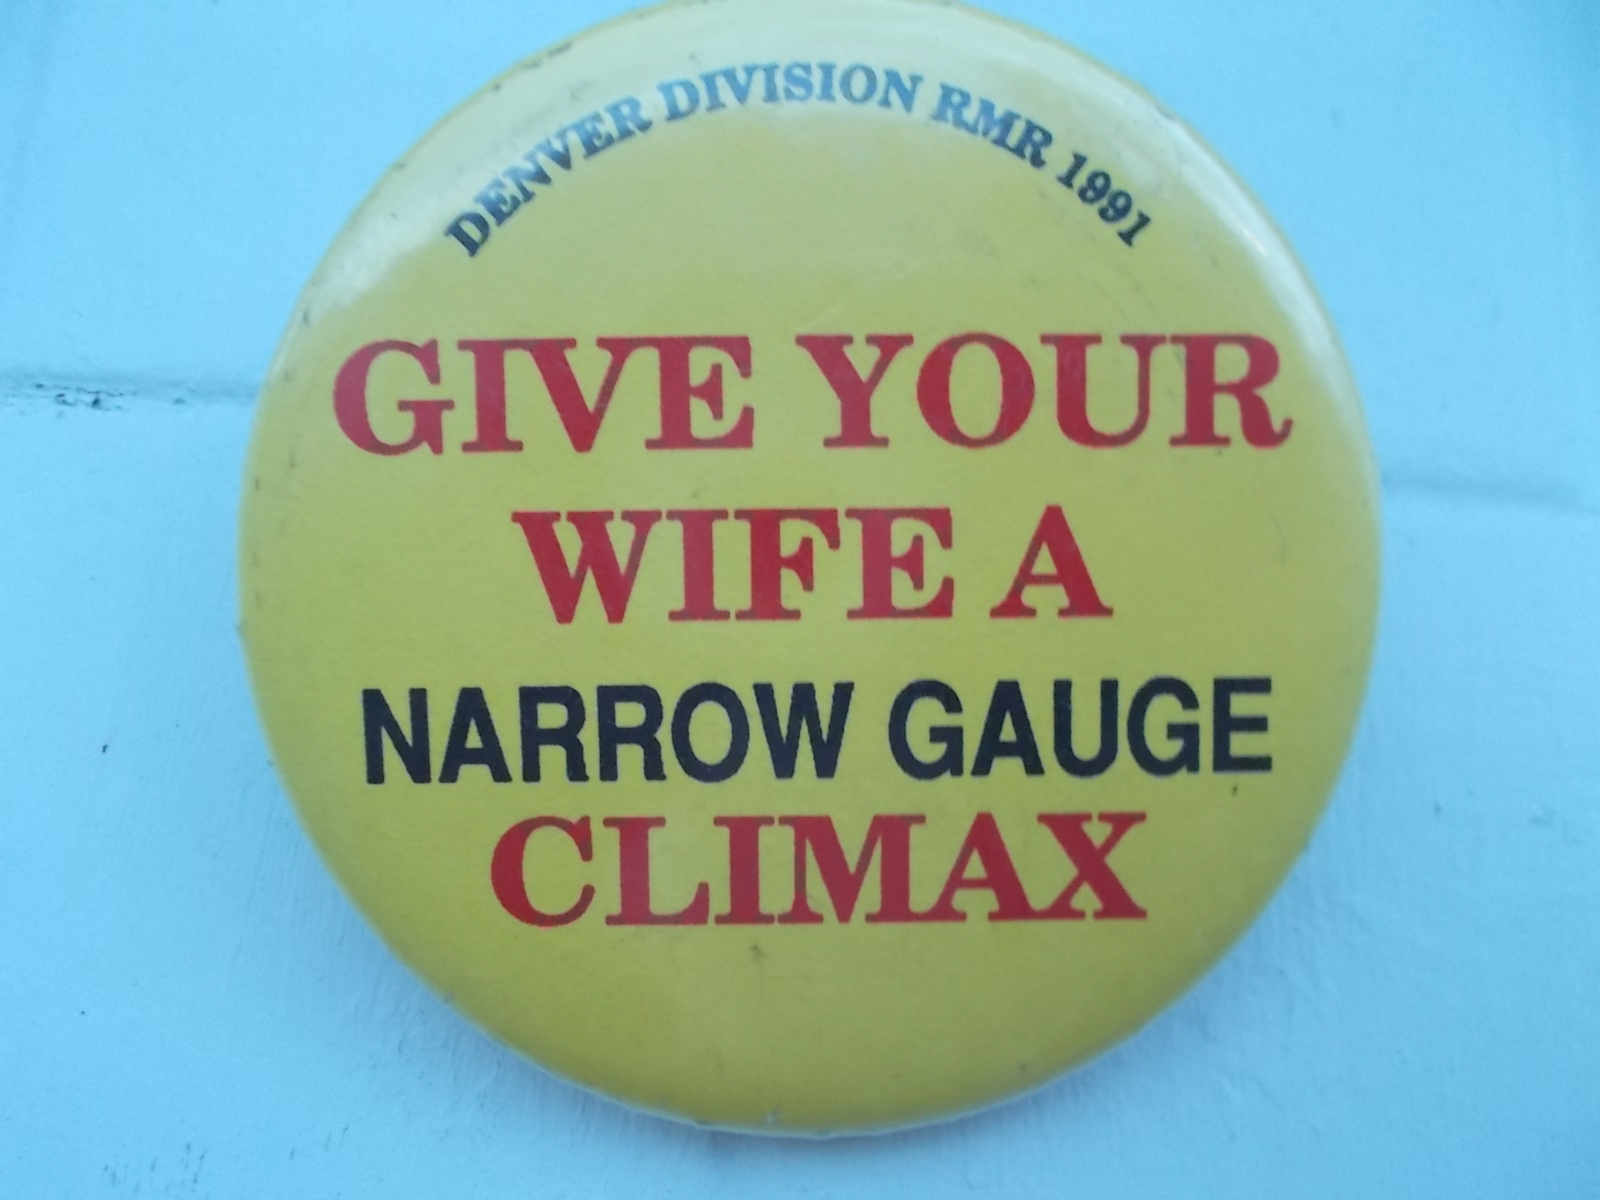 DENVER DIVISION RMR 1991
GIVE YOUR
WIFE A
NARROW GAUGE
CLIMAX